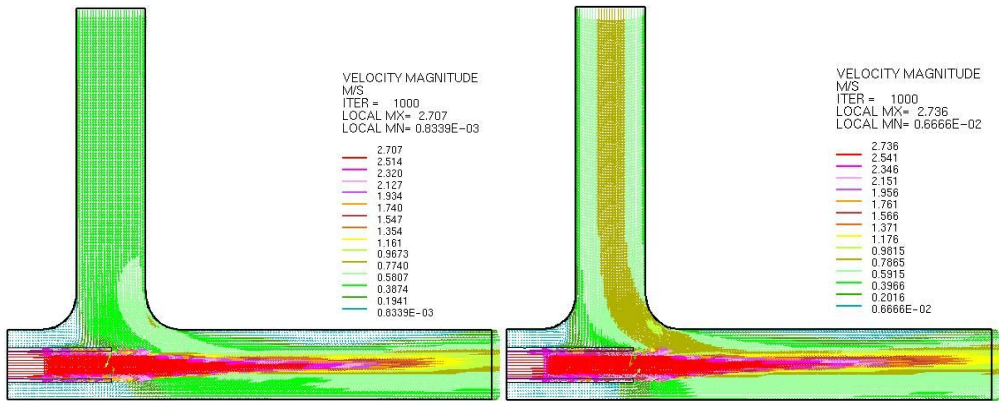 VELOCITY MAGNITUDE
M/S
ITER = 1000
LOCAL MX= 2.707
LOCAL MN= 0.8339E-03
2.707
2.514
2.320
2.127
1.934
1.740
1.547
1.354
1.161
0.9673
0.7740
0.5807
0.3874
0.1941
0.8339E-03
VELOCITY MAGNITUDE
M/S
ITER = 1000
LOCAL MX= 2.736
LOCAL MN= 0.6666E-02
2.736
2.541
2.346
2.151
1.956
1.761
1.566
1.371
1.176
0.9815
0.7865
0.5915
0.3966
0.2016
0.6666E-02